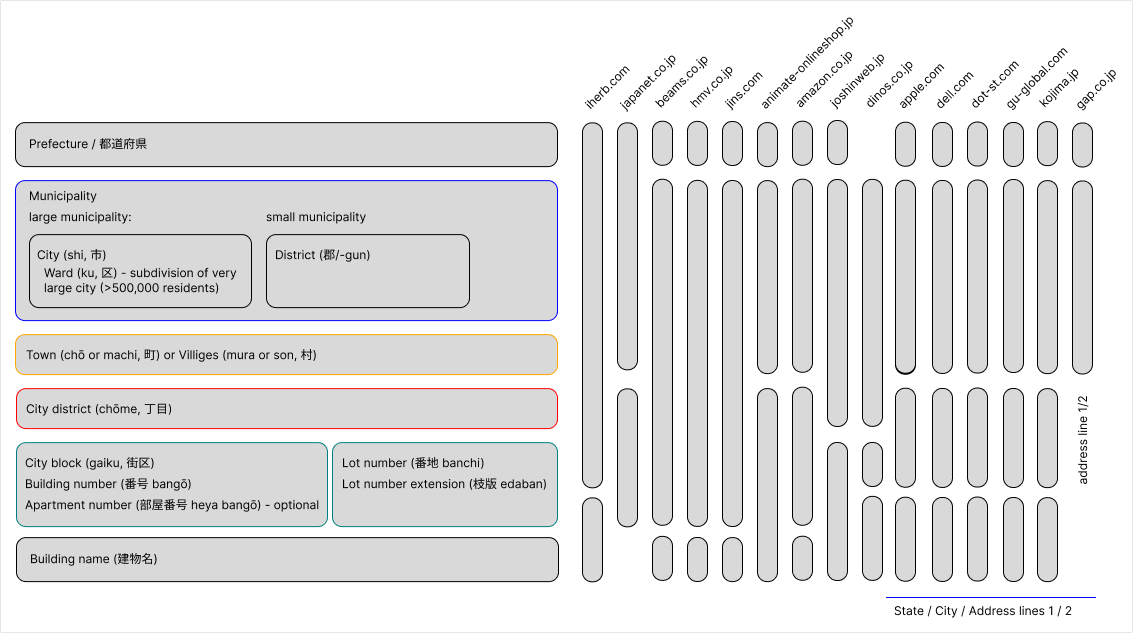 iherb.com
japanet.co.jp
beams.co.jp
hmv.co.jp
jins.com
animate-onlineshop.jp
amazon.co.jp
joshinweb.jp
dinos.co.jp
apple.com
dell.com
dot-st.com
gu-global.com
kojima.jp
gap.co.jp
Prefecture / 都道府県
Municipality
large municipality:
small municipality
City (shi, 市)
Ward (ku, 区) - subdivision of very
large city (>500,000 residents)
District (郡/-gun)
Town (chō or machi, 町) or Villiges (mura or son, 村)
City district (chōme, 丁目)
City block (gaiku, 街区)
Building number (番号 bangō)
Apartment number (部屋番号 heya bangō) - optional
Lot number (番地 banchi)
Lot number extension (枝版 edaban)
address line 1/2
Building name (建物名)
State / City / Address lines 1 / 2